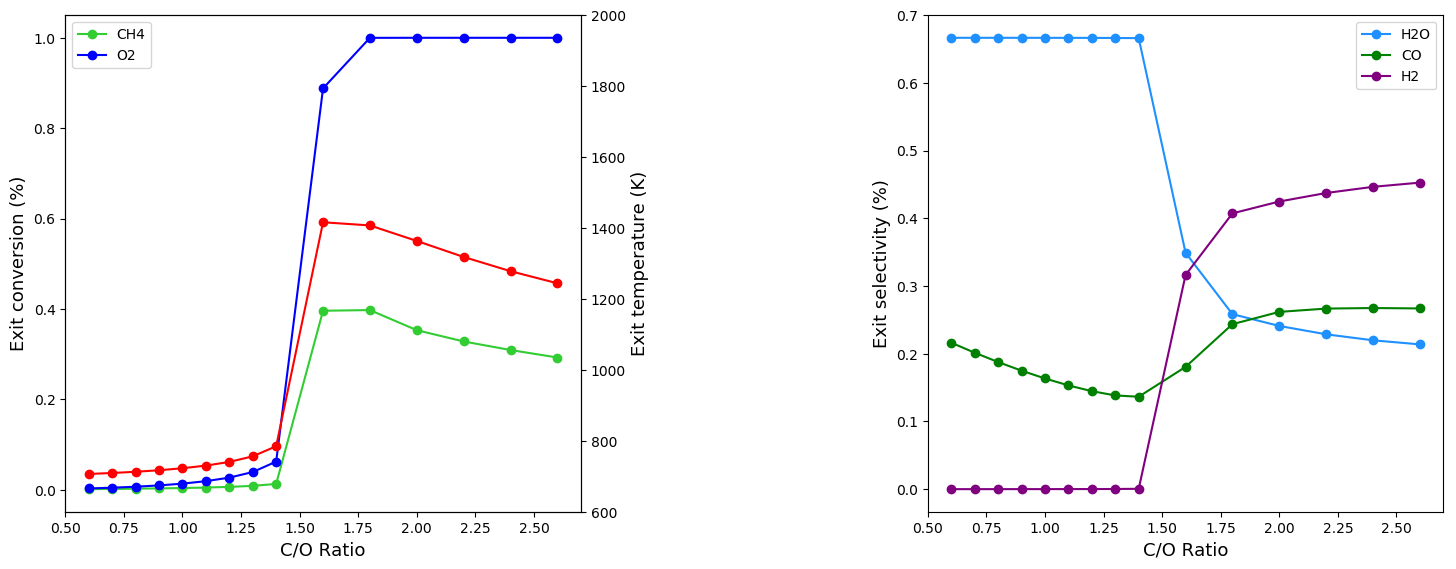 CH4
O2
1.0
0.8
0.6
0.4
0.2
0.0
Exit conversion (%)
0.50 0.75 1.00 1.25 1.50 1.75 2.00 2.25 2.50
C/O Ratio
2000
1800
1600
1400
1200
1000
800
600
Exit temperature (K)
H2O
CO
H2
0.7
0.6
0.5
0.4
0.3
0.2
0.1
0.0
Exit selectivity (%)
0.50 0.75 1.00 1.25 1.50 1.75 2.00 2.25 2.50
C/O Ratio